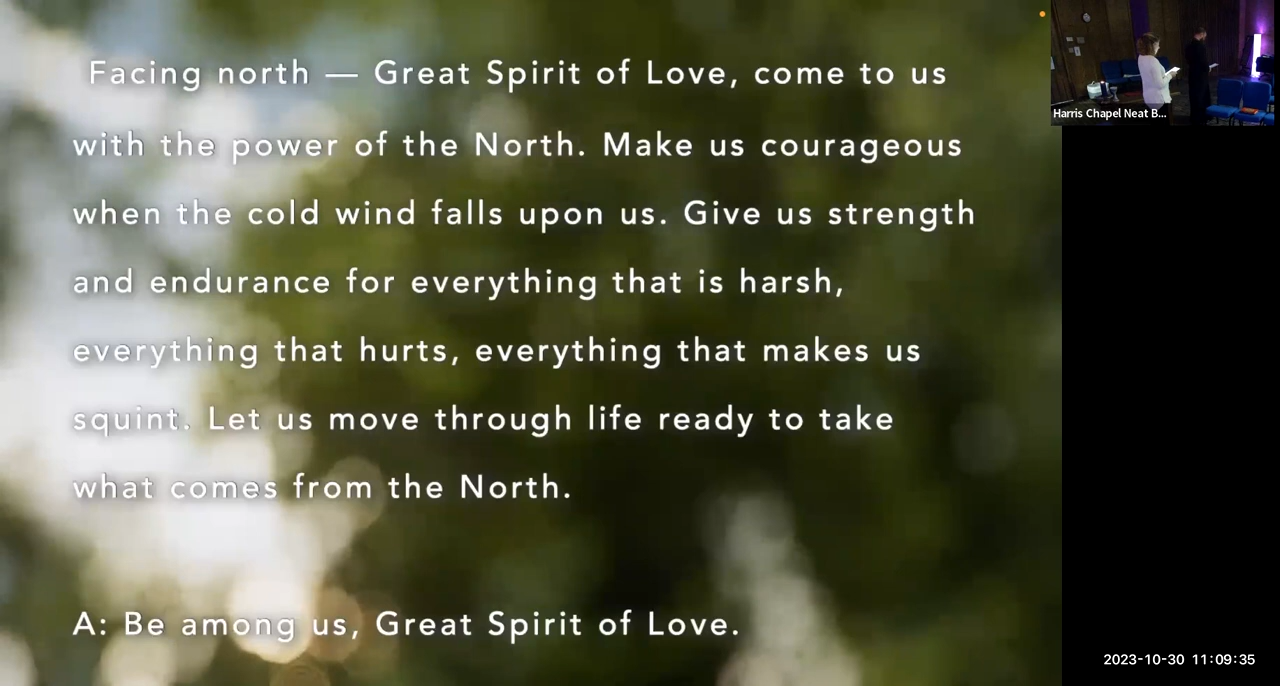 Facing north — Great Spirit of Love, come to us
with the power of the North. Make us courageous
when the cold wind falls upon us. Give us strength
and endurance for everything that is harsh,
everything that hurts, everything that makes us
squint. Let us move through life ready to take
what comes from the North.
A: Be among us, Great Spirit of Love.
Harris Chapel Neat B...
2023-10-30 11:09:35